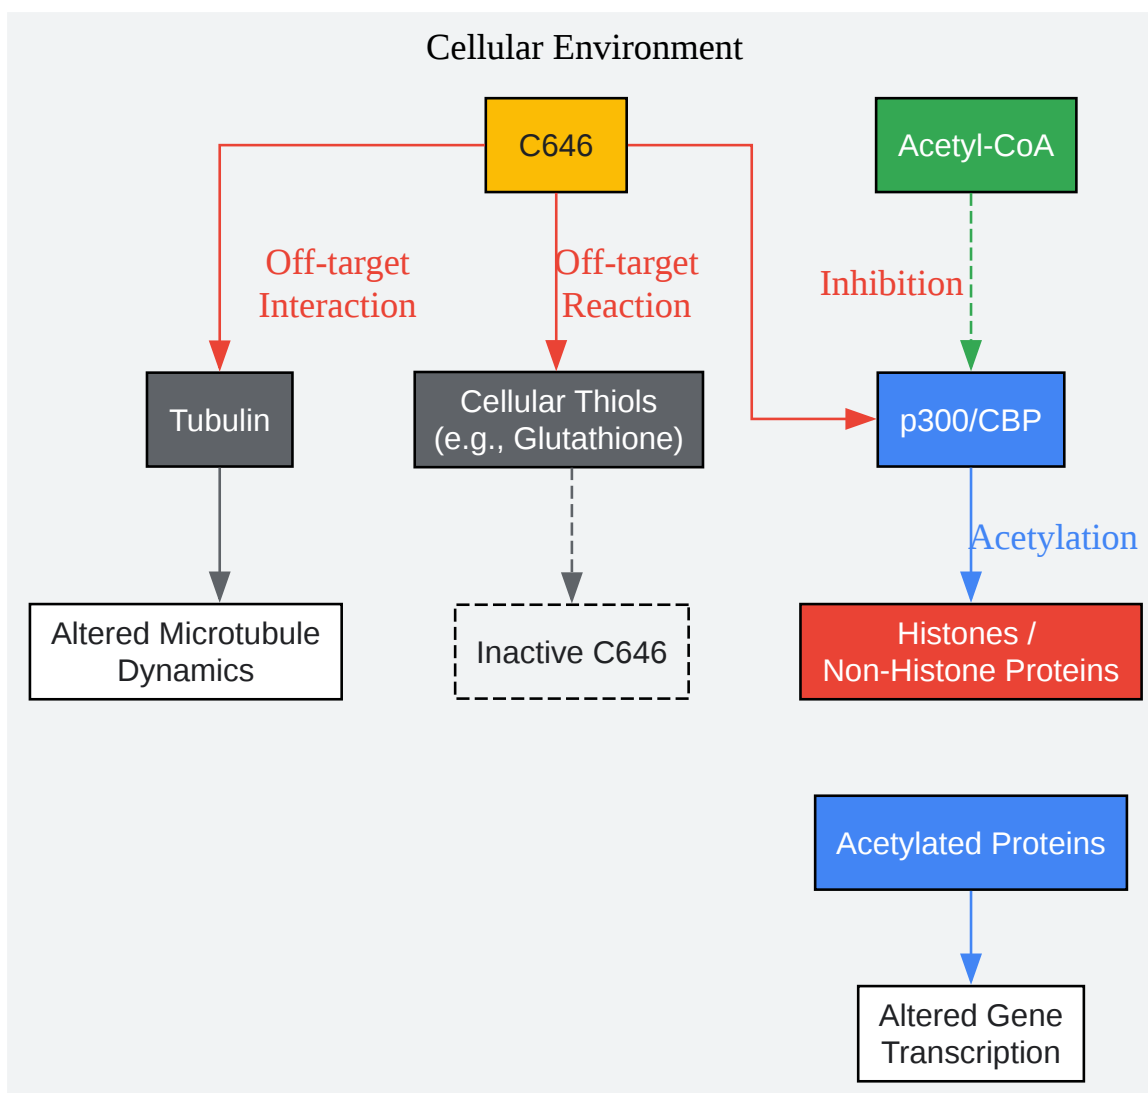 Cellular Environment
C646
Acetyl-CoA
Off-target
Interaction
Off-target
Reaction
Inhibition
Tubulin
Cellular Thiols
(e.g., Glutathione)
p300/CBP
Acetylation
Altered Microtubule
Dynamics
Inactive C646
Histones /
Non-Histone Proteins
Acetylated Proteins
Altered Gene
Transcription